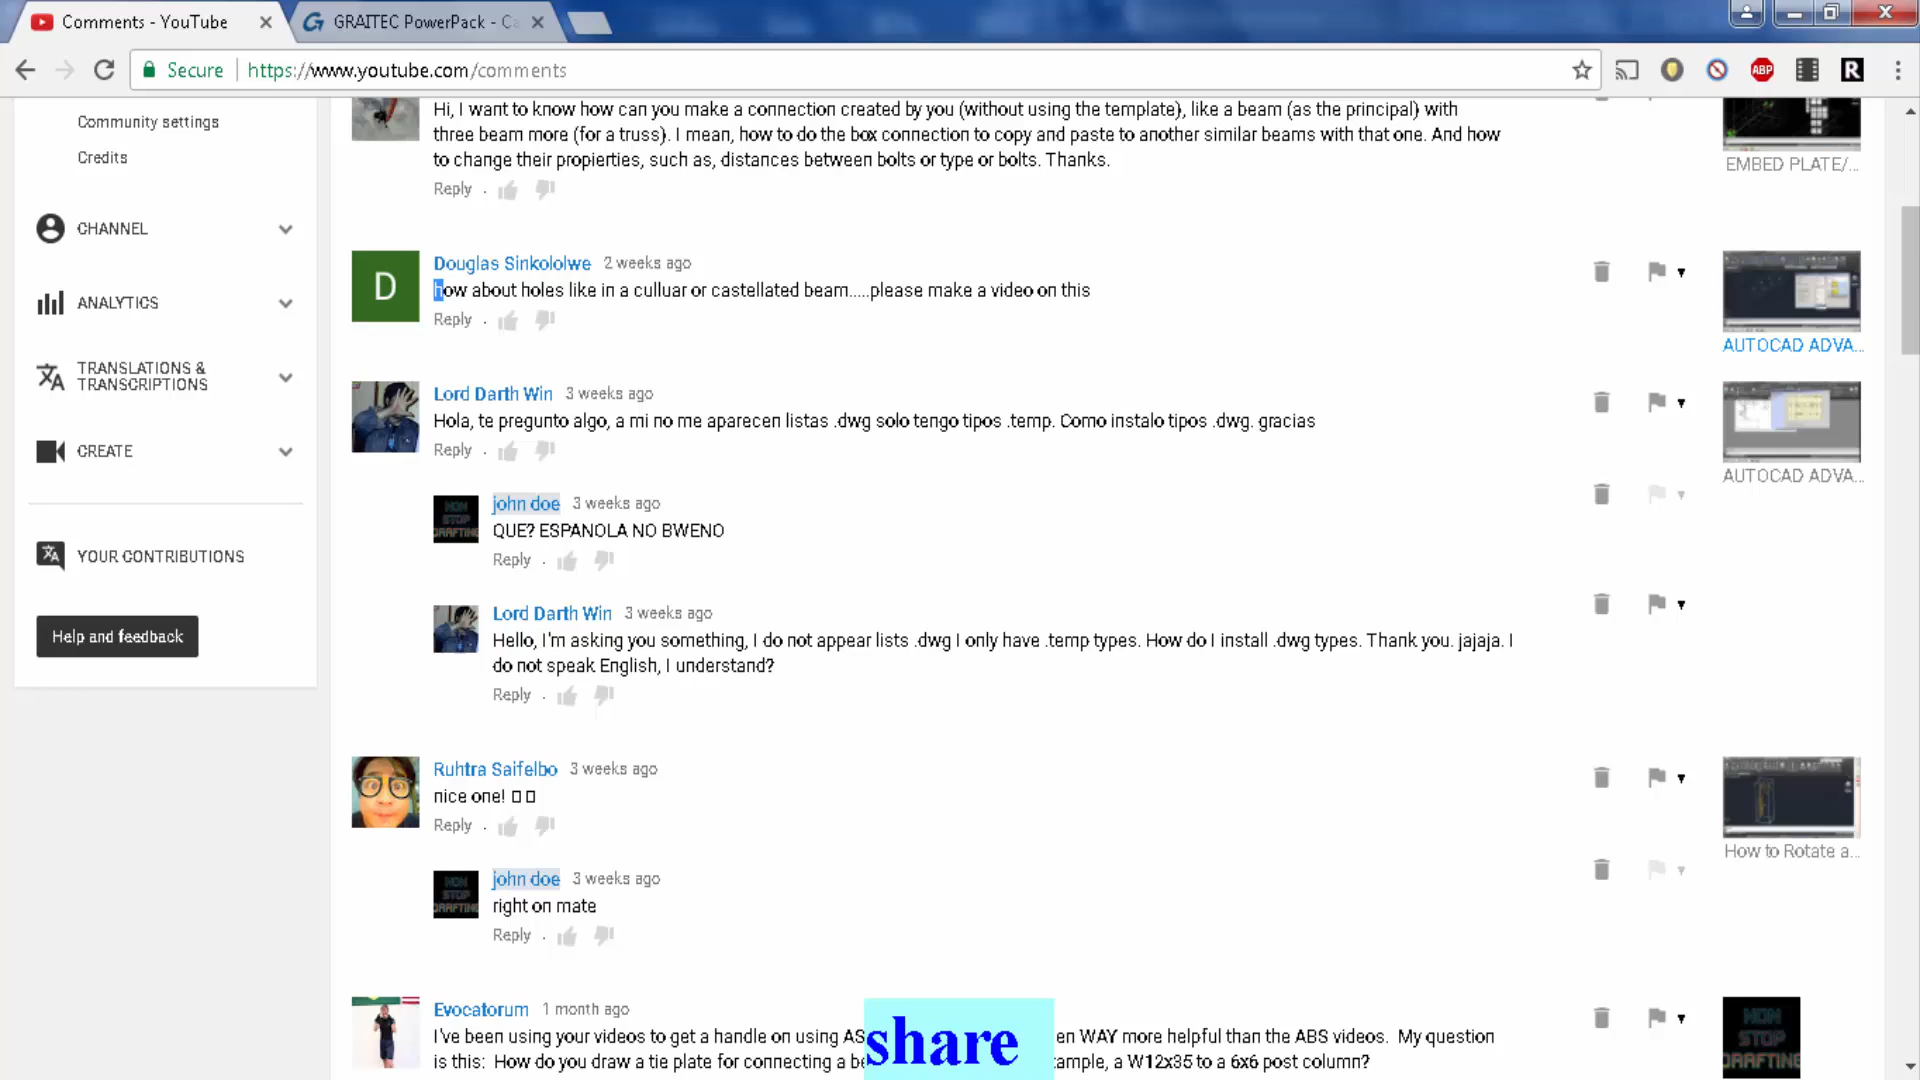 Comments - YouTube
GRAITEC PowerPack - Ca
Secure
https://www.youtube.com/comments
ABP
R
Community settings
Credits
CHANNEL
ANALYTICS
TRANSLATIONS &
TRANSCRIPTIONS
CREATE
YOUR CONTRIBUTIONS
Help and feedback
Hi, I want to know how can you make a connection created by you (without using the template), like a beam (as the principal) with
three beam more (for a truss). I mean, how to do the box connection to copy and paste to another similar beams with that one. And how
to change their propierties, such as, distances between bolts or type or bolts. Thanks.
Reply
EMBED PLATE/...
D
Douglas Sinkololwe 2 weeks ago
how about holes like in a culluar or castellated beam.....please make a video on this
Reply
AUTOCAD ADVA...
Lord Darth Win 3 weeks ago
Hola, te pregunto algo, a mi no me aparecen listas .dwg solo tengo tipos .temp. Como instalo tipos .dwg. gracias
Reply
AUTOCAD ADVA...
NON
STOP
DRAFTING
john doe 3 weeks ago
QUE? ESPANOLA NO BWENO
Reply
Lord Darth Win 3 weeks ago
Hello, I'm asking you something, I do not appear lists .dwg I only have .temp types. How do I install .dwg types. Thank you. jajaja. I
do not speak English, I understand?
Reply
Ruhtra Saifelbo 3 weeks ago
nice one!
Reply
How to Rotate a...
NON
STOP
DRAFTING
john doe 3 weeks ago
right on mate
Reply
Evocatorum 1 month ago
I've been using your videos to get a handle on using AS
en WAY more helpful than the ABS videos. My question
is this: How do you draw a tie plate for connecting a be
ample, a W12x35 to a 6x6 post column?
share
NON
STOP
DRAFTING